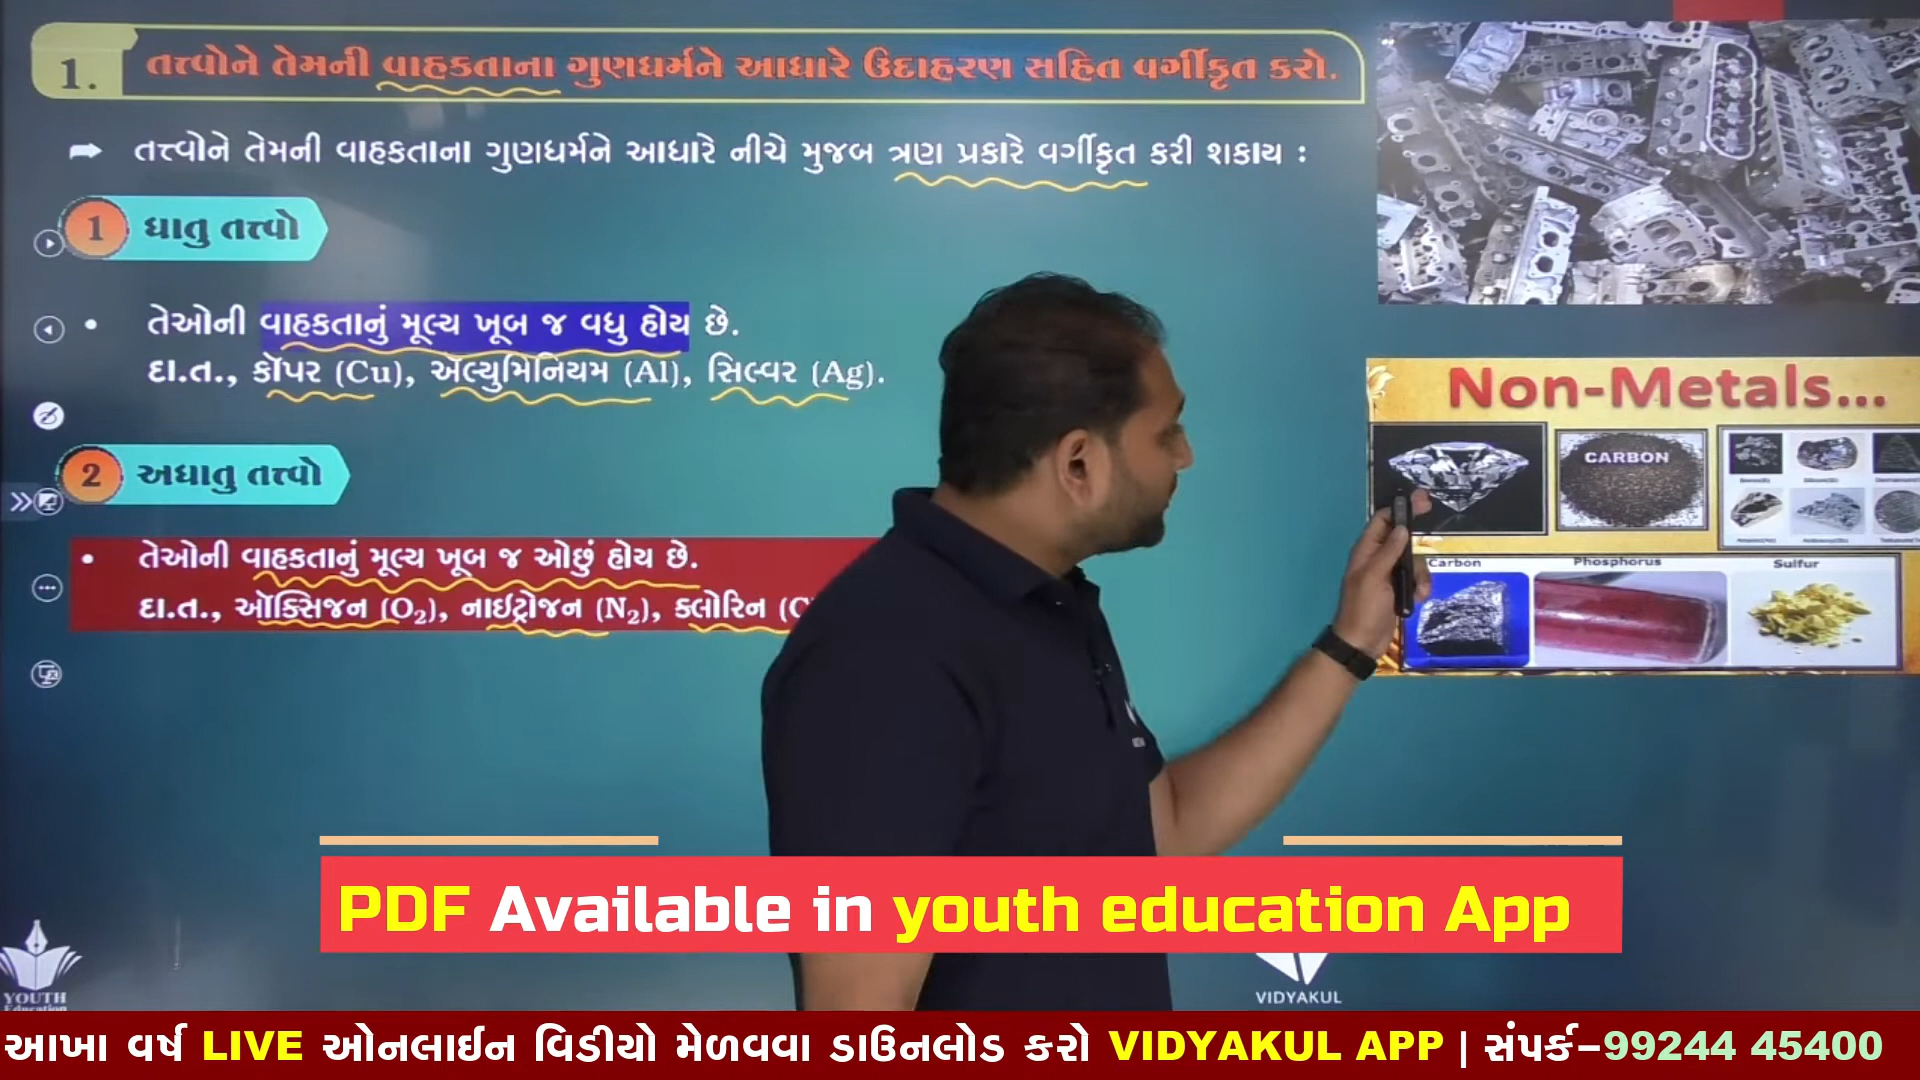 1. તત્ત્વોને તેમની વાહકતાના ગુણધર્મને આધારે ઉદાહરણ સહિત વર્ગીકૃત કરો.
➡ તત્ત્વોને તેમની વાહકતાના ગુણધર્મને આધારે નીચે મુજબ ત્રણ પ્રકારે વર્ગીકૃત કરી શકાય :
1 ધાતુ તત્ત્વો
• તેઓની વાહકતાનું મૂલ્ય ખૂબ જ વધુ હોય છે.
દા.ત., કૉપર (Cu), ઍલ્યુમિનિયમ (Al), સિલ્વર (Ag).
2 અધાતુ તત્ત્વો
• તેઓની વાહકતાનું મૂલ્ય ખૂબ જ ઓછું હોય છે.
દા.ત., ઑક્સિજન (O₂), નાઈટ્રોજન (N₂), ક્લોરિન (C
Non-Metals...
CARBON
Carbon Phosphorus Sulfur
PDF Available in youth education App
YOUTH
Education
VIDYAKUL
આખા વર્ષ LIVE ઓનલાઈન વિડીયો મેળવવા ડાઉનલોડ કરો VIDYAKUL APP | સંપર્ક-99244 45400